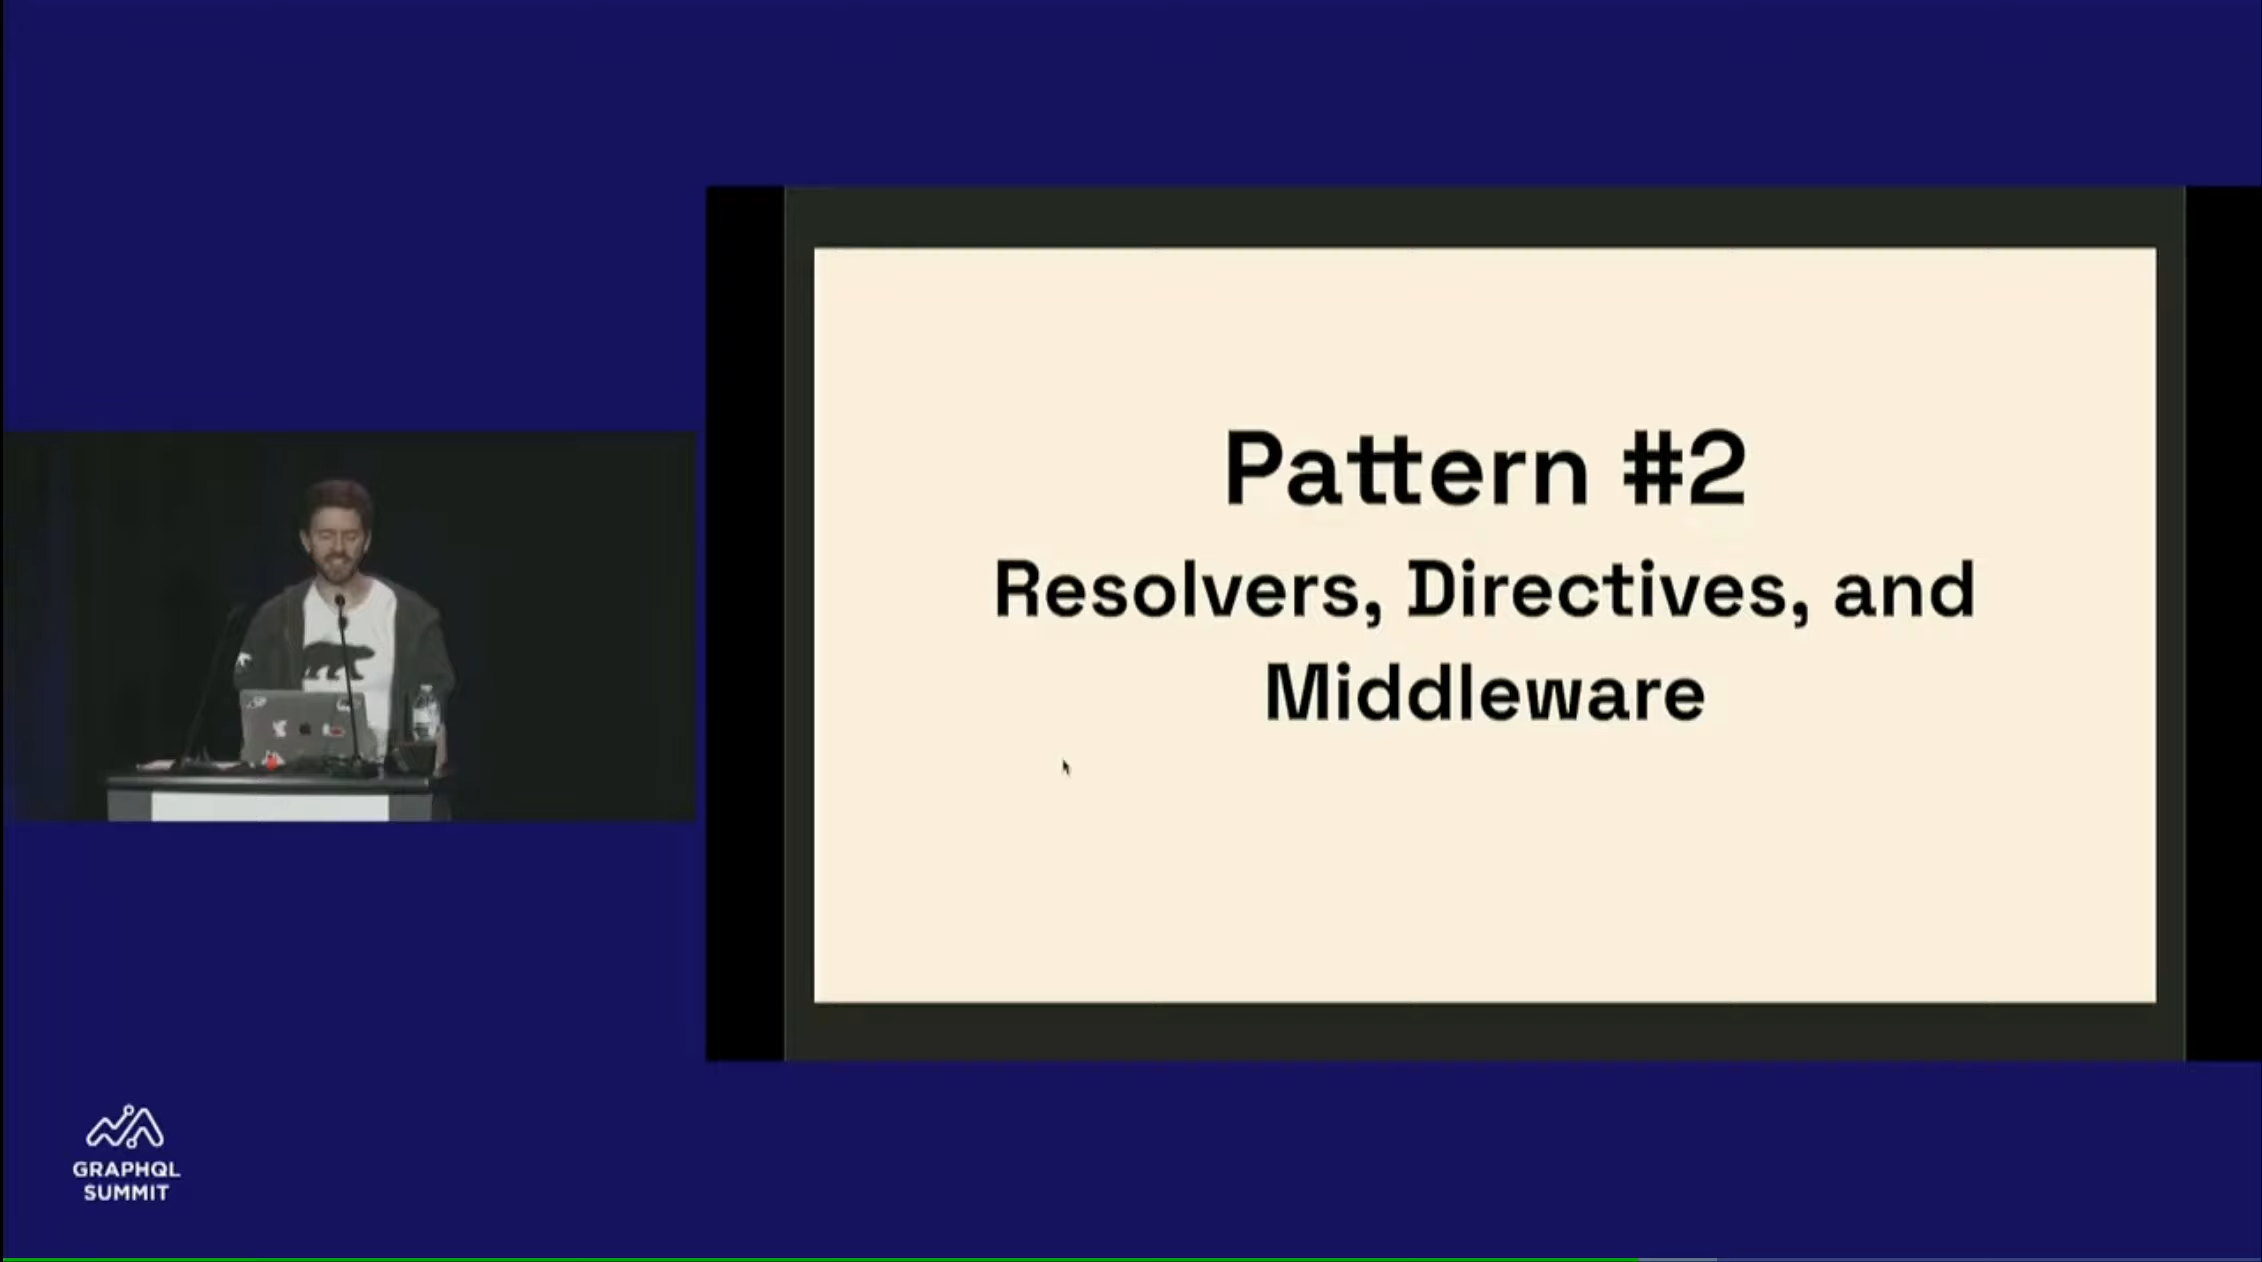 Pattern #2
Resolvers, Directives, and
Middleware
GRAPHQL
SUMMIT